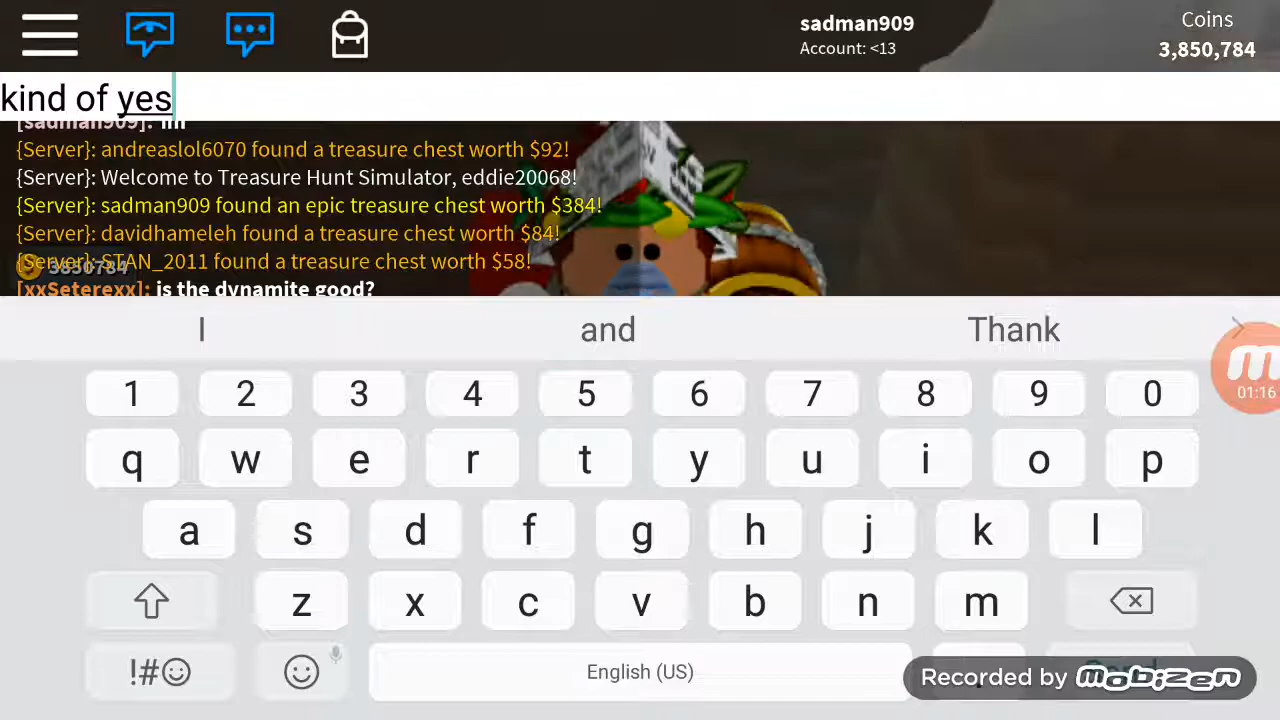 sadman909
Account: <13
Coins
3,850,784
kind of yes
[sadman909]: im
{Server}: andreaslol6070 found a treasure chest worth $92!
{Server}: Welcome to Treasure Hunt Simulator, eddie20068!
{Server}: sadman909 found an epic treasure chest worth $384!
{Server}: davidhameleh found a treasure chest worth $84!
{Server}: STAN_2011 found a treasure chest worth $58!
3850784
[xxSeterexx]: is the dynamite good?
I and Thank
01:16
1 2 3 4 5 6 7 8 9 0
q w e r t y u i o p
a s d f g h j k l
z x c v b n m
!#☺ English (US)
Recorded by mobizen